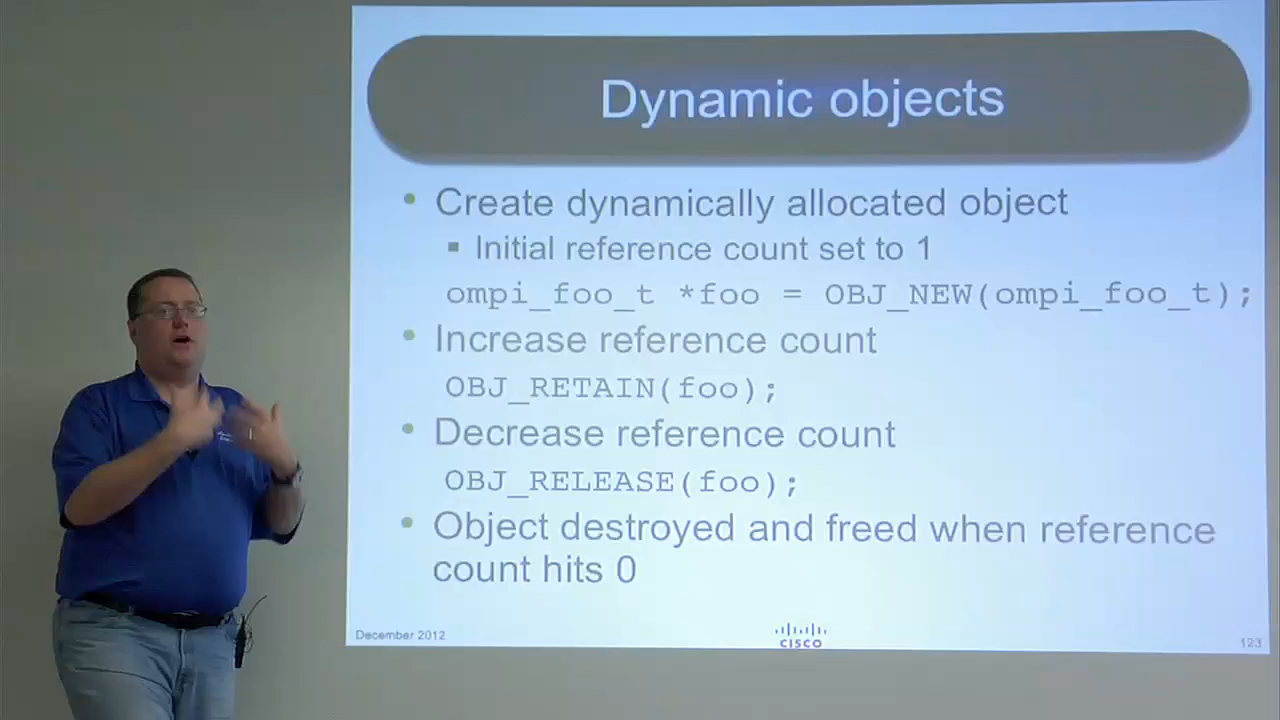 Dynamic objects
• Create dynamically allocated object
▪ Initial reference count set to 1
ompi_foo_t *foo = OBJ_NEW(ompi_foo_t);
• Increase reference count
OBJ_RETAIN(foo);
• Decrease reference count
OBJ_RELEASE(foo);
• Object destroyed and freed when reference
count hits 0
December 2012
CISCO
123